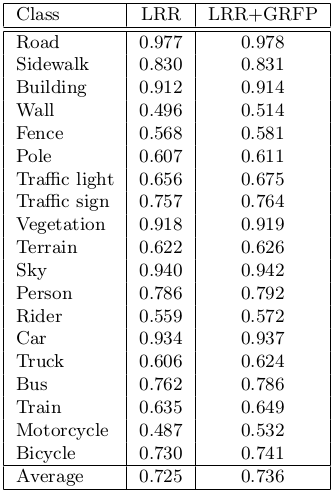 Class LRR LRR+GRFP
Road 0.977 0.978
Sidewalk 0.830 0.831
Building 0.912 0.914
Wall 0.496 0.514
Fence 0.568 0.581
Pole 0.607 0.611
Traffic light 0.656 0.675
Traffic sign 0.757 0.764
Vegetation 0.918 0.919
Terrain 0.622 0.626
Sky 0.940 0.942
Person 0.786 0.792
Rider 0.559 0.572
Car 0.934 0.937
Truck 0.606 0.624
Bus 0.762 0.786
Train 0.635 0.649
Motorcycle 0.487 0.532
Bicycle 0.730 0.741
Average 0.725 0.736